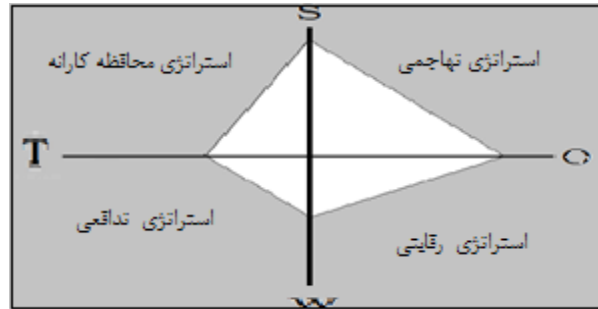 S
استراتژی تهاجمی
استراتژی محافظه کارانه
T
O
استراتژی تدافعی
استراتژی رقابتی
W